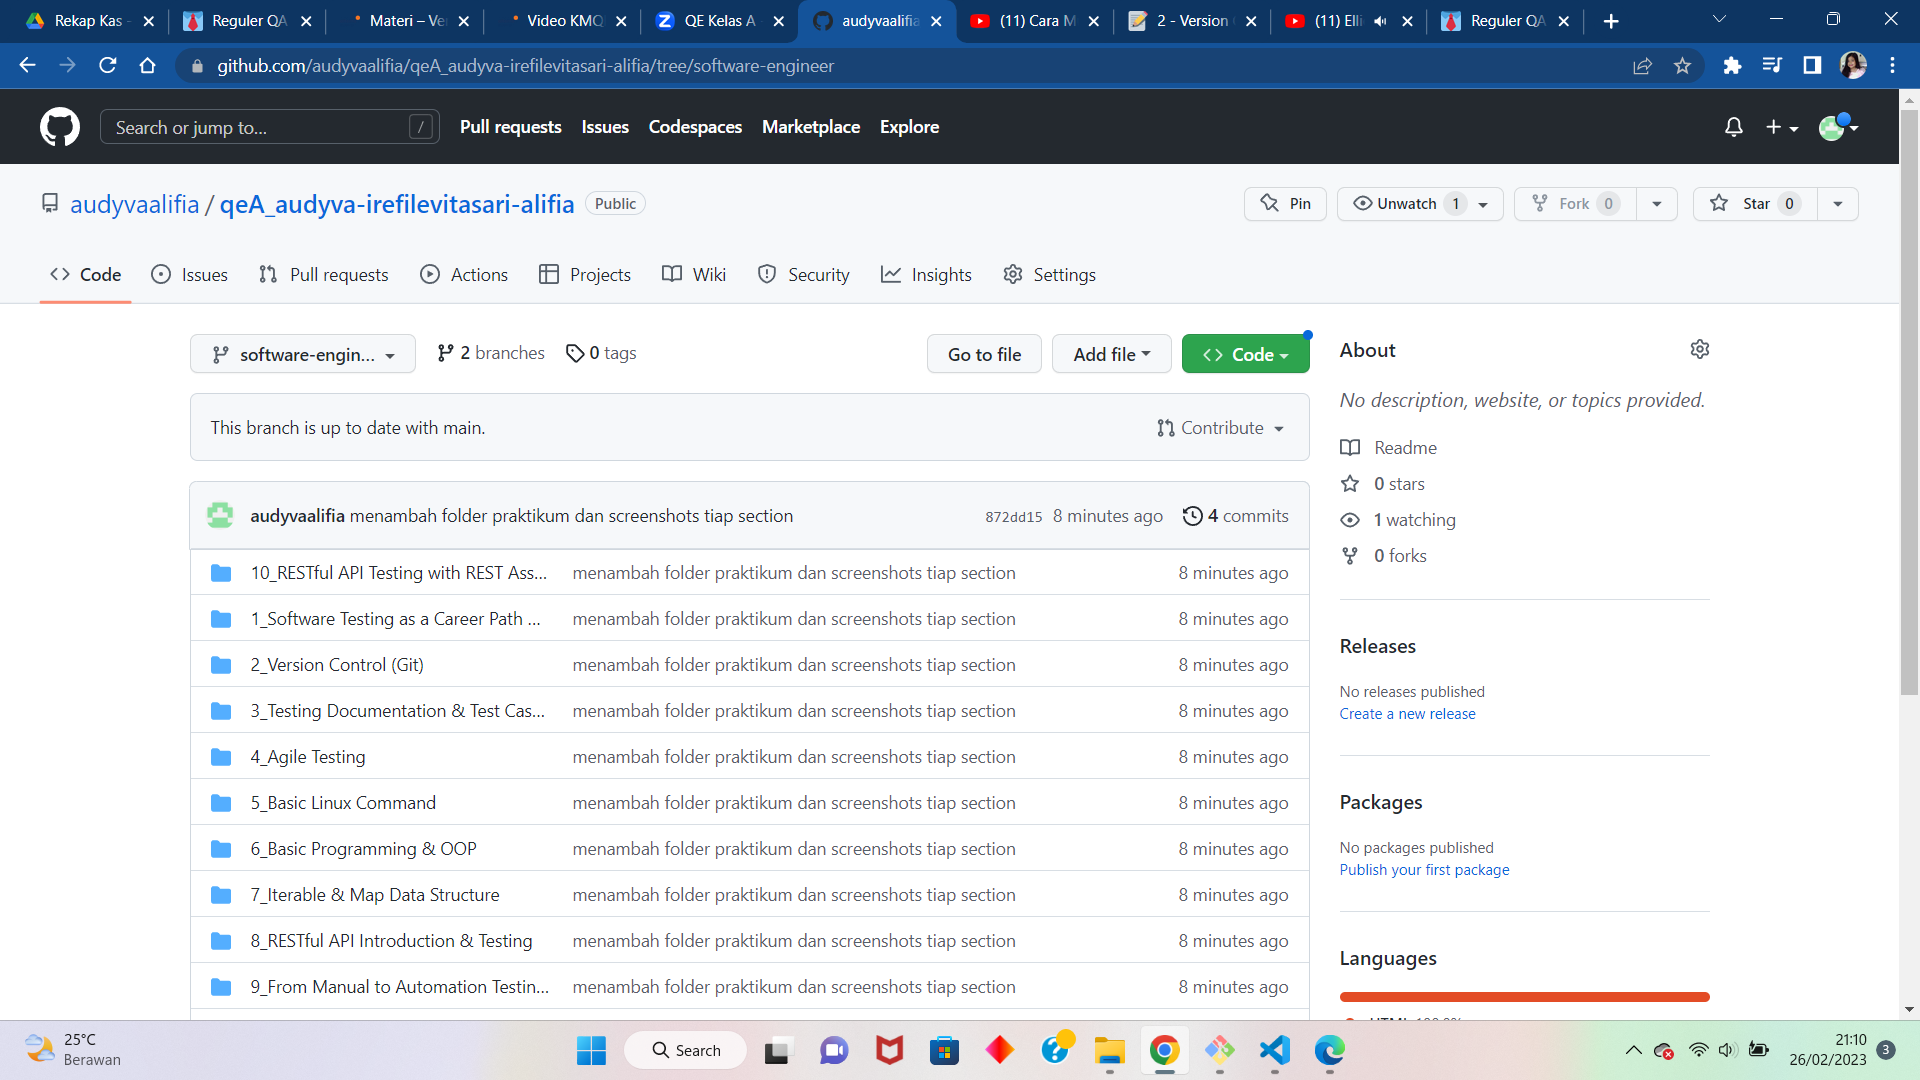 Rekap Kas -
Reguler QA
Materi – Ve
Video KMQ
QE Kelas A
audyvaalifia
(11) Cara M
2 - Version
(11) Elli
Reguler QA
github.com/audyvaalifia/qeA_audyva-irefilevitasari-alifia/tree/software-engineer
Search or jump to...
/
Pull requests
Issues
Codespaces
Marketplace
Explore
audyvaalifia / qeA_audyva-irefilevitasari-alifia
Public
Pin
Unwatch 1
Fork 0
Star 0
Code
Issues
Pull requests
Actions
Projects
Wiki
Security
Insights
Settings
software-engin...
2 branches
0 tags
Go to file
Add file
Code
This branch is up to date with main.
Contribute
audyvaalifia menambah folder praktikum dan screenshots tiap section
872dd15 8 minutes ago
4 commits
10_RESTful API Testing with REST Ass... menambah folder praktikum dan screenshots tiap section 8 minutes ago
1_Software Testing as a Career Path ... menambah folder praktikum dan screenshots tiap section 8 minutes ago
2_Version Control (Git) menambah folder praktikum dan screenshots tiap section 8 minutes ago
3_Testing Documentation & Test Cas... menambah folder praktikum dan screenshots tiap section 8 minutes ago
4_Agile Testing menambah folder praktikum dan screenshots tiap section 8 minutes ago
5_Basic Linux Command menambah folder praktikum dan screenshots tiap section 8 minutes ago
6_Basic Programming & OOP menambah folder praktikum dan screenshots tiap section 8 minutes ago
7_Iterable & Map Data Structure menambah folder praktikum dan screenshots tiap section 8 minutes ago
8_RESTful API Introduction & Testing menambah folder praktikum dan screenshots tiap section 8 minutes ago
9_From Manual to Automation Testin... menambah folder praktikum dan screenshots tiap section 8 minutes ago
About
No description, website, or topics provided.
Readme
0 stars
1 watching
0 forks
Releases
No releases published
Create a new release
Packages
No packages published
Publish your first package
Languages
25°C
Berawan
Search
21:10
26/02/2023
3